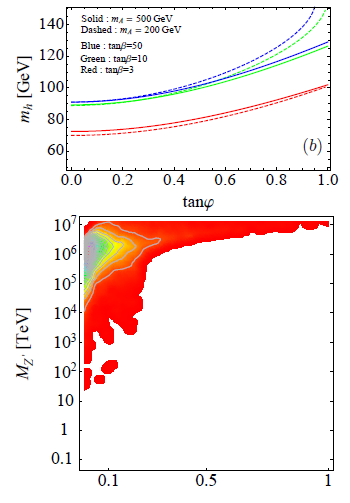 Solid : m_A = 500 GeV
Dashed : m_A = 200 GeV
Blue : tanβ=50
Green : tanβ=10
Red : tanβ=3
m_h [GeV]
140
120
100
80
60
(b)
0.0 0.2 0.4 0.6 0.8 1.0
tanφ
M_Z' [TeV]
10^7
10^6
10^5
10^4
10^3
10^2
10
1
0.1
0.1 0.5 1